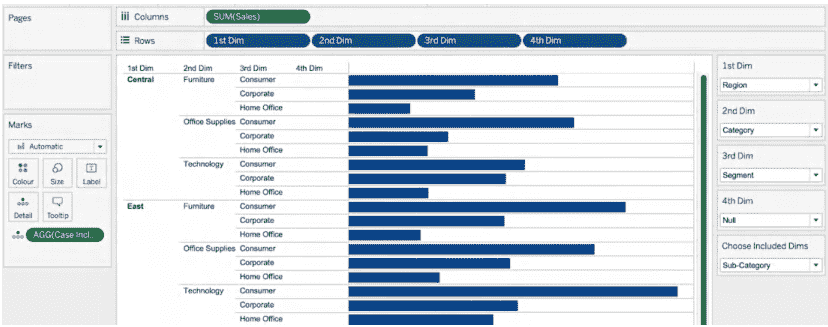 Pages
Columns SUM(Sales)
Rows 1st Dim 2nd Dim 3rd Dim 4th Dim
Filters
Marks
Automatic
Colour Size Label
Detail Tooltip
AGG(Case Incl..
1st Dim 2nd Dim 3rd Dim 4th Dim
Central Furniture Consumer
Corporate
Home Office
Office Supplies Consumer
Corporate
Home Office
Technology Consumer
Corporate
Home Office
East Furniture Consumer
Corporate
Home Office
Office Supplies Consumer
Corporate
Home Office
Technology Consumer
Corporate
Home Office
1st Dim
Region
2nd Dim
Category
3rd Dim
Segment
4th Dim
Null
Choose Included Dims
Sub-Category